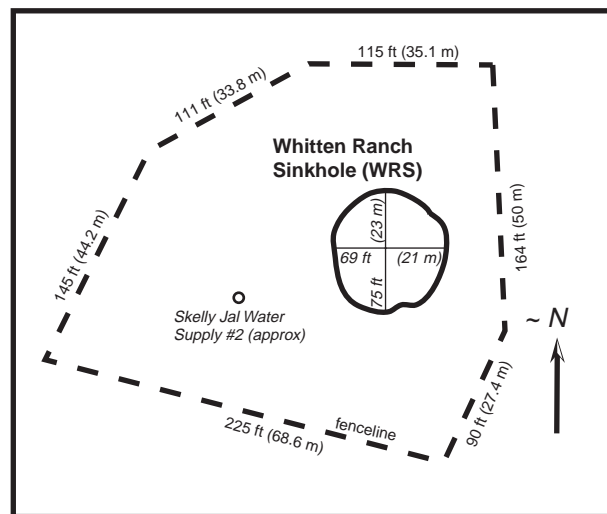 115 ft (35.1 m)
111 ft (33.8 m)
Whitten Ranch
Sinkhole (WRS)
(23 m)
69 ft
(21 m)
75 ft
164 ft (50 m)
145 ft (44.2 m)
Skelly Jal Water
Supply #2 (approx)
~ N
90 ft (27.4 m)
fenceline
225 ft (68.6 m)